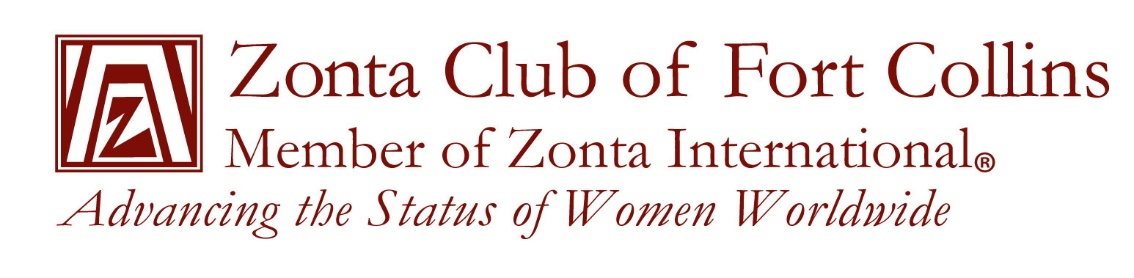 Zonta Club of Fort Collins
Member of Zonta International®
Advancing the Status of Women Worldwide